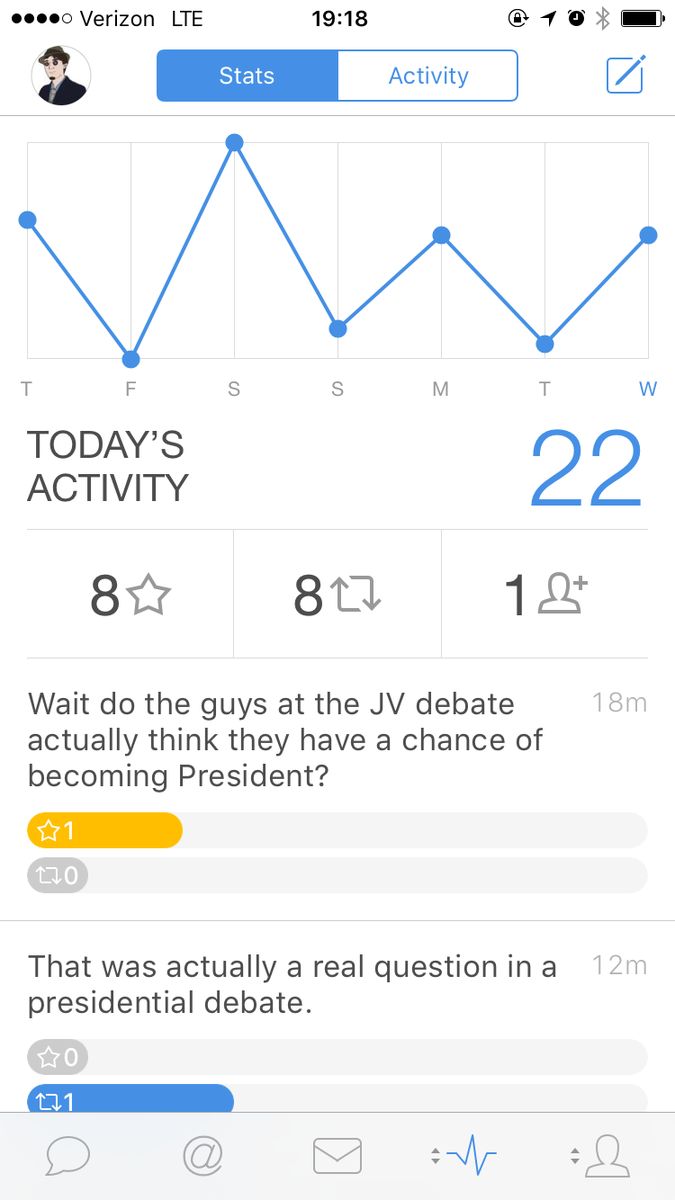 Verizon LTE 19:18
Stats Activity
T F S S M T W
TODAY'S
ACTIVITY
22
8 8 1
Wait do the guys at the JV debate 18m
actually think they have a chance of
becoming President?
1
0
That was actually a real question in a 12m
presidential debate.
0
1
@